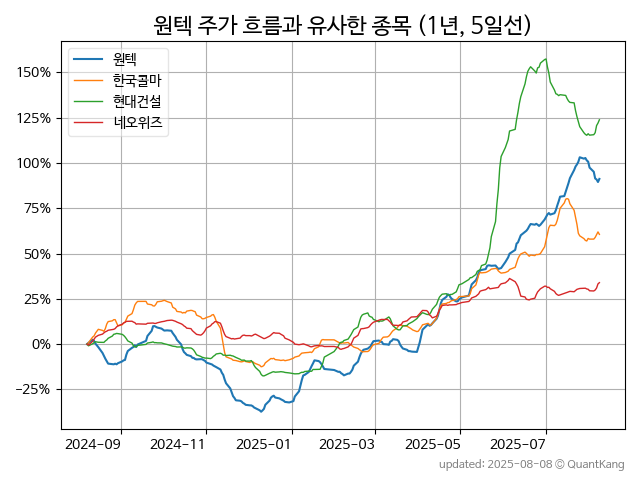 원텍 주가 흐름과 유사한 종목 (1년, 5일선)
원텍
한국콜마
현대건설
네오위즈
150%
125%
100%
75%
50%
25%
0%
−25%
2024-09 2024-11 2025-01 2025-03 2025-05 2025-07
updated: 2025-08-08 © QuantKang